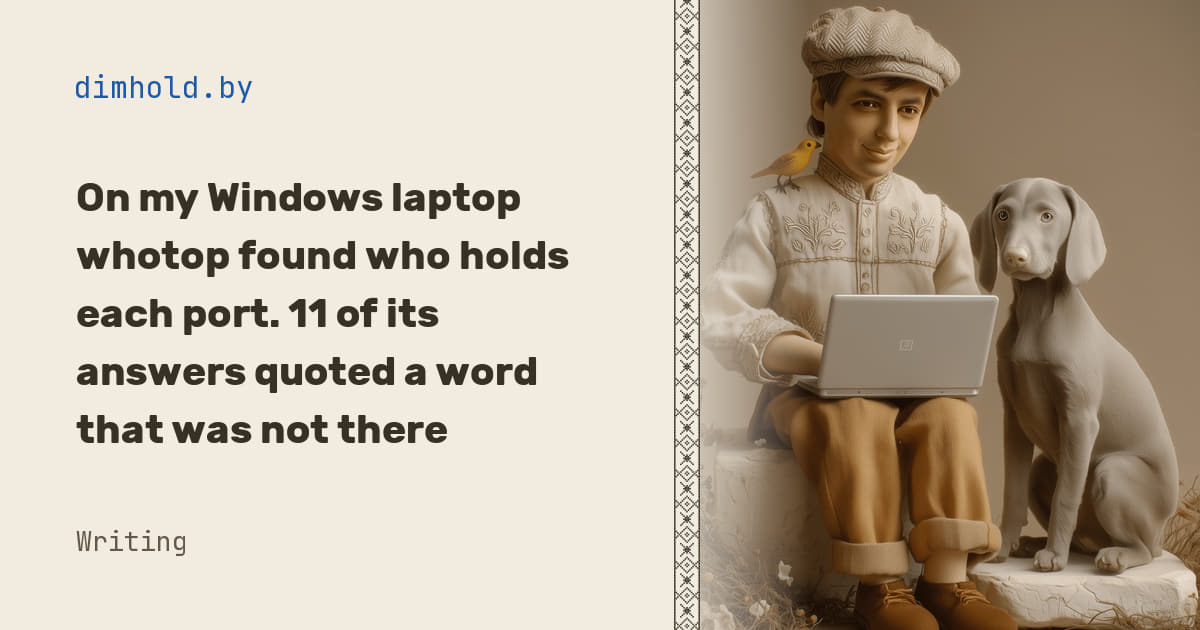 dimhold.by
On my Windows laptop
whotop found who holds
each port. 11 of its
answers quoted a word
that was not there
Writing